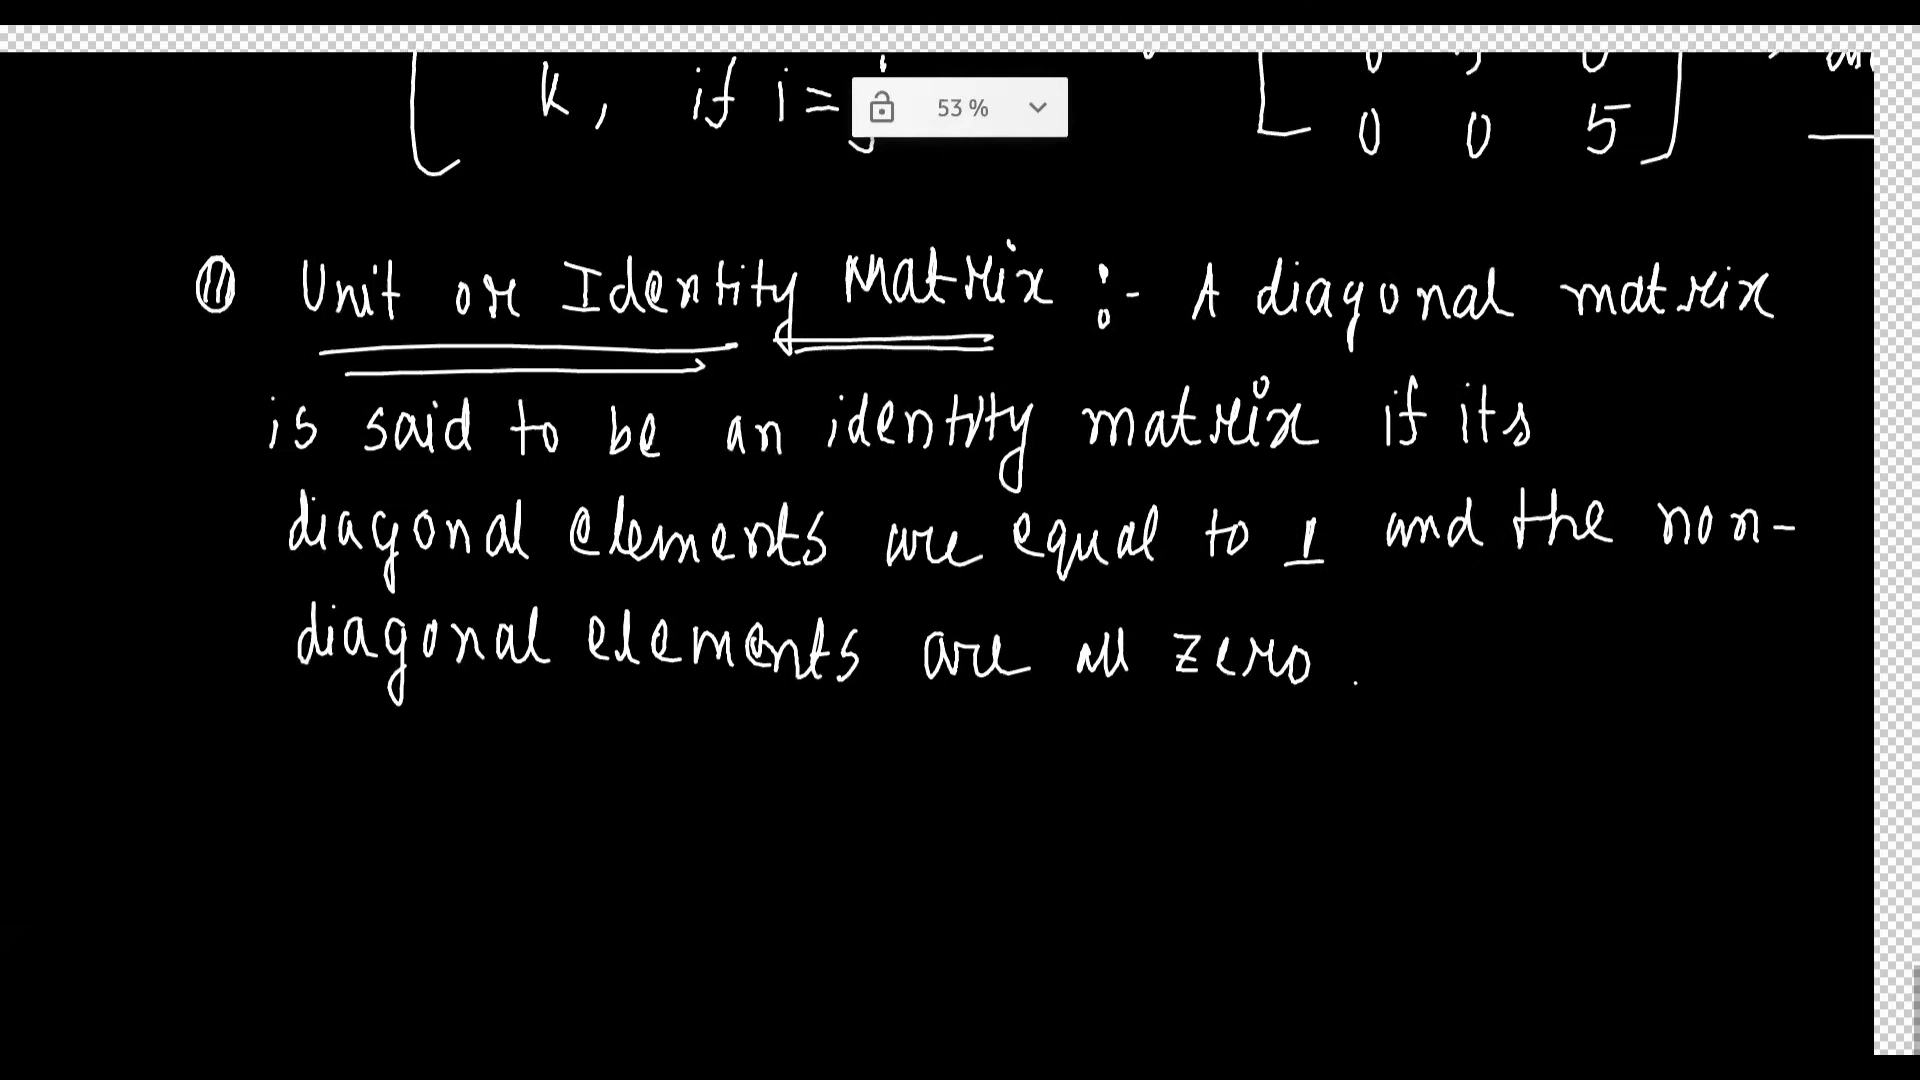 k, if i=
53 %
0 0 5
⑪ Unit or Identity Matrix :- A diagonal matrix
is said to be an identity matrix if its
diagonal elements are equal to 1 and the non-
diagonal elements are all zero.